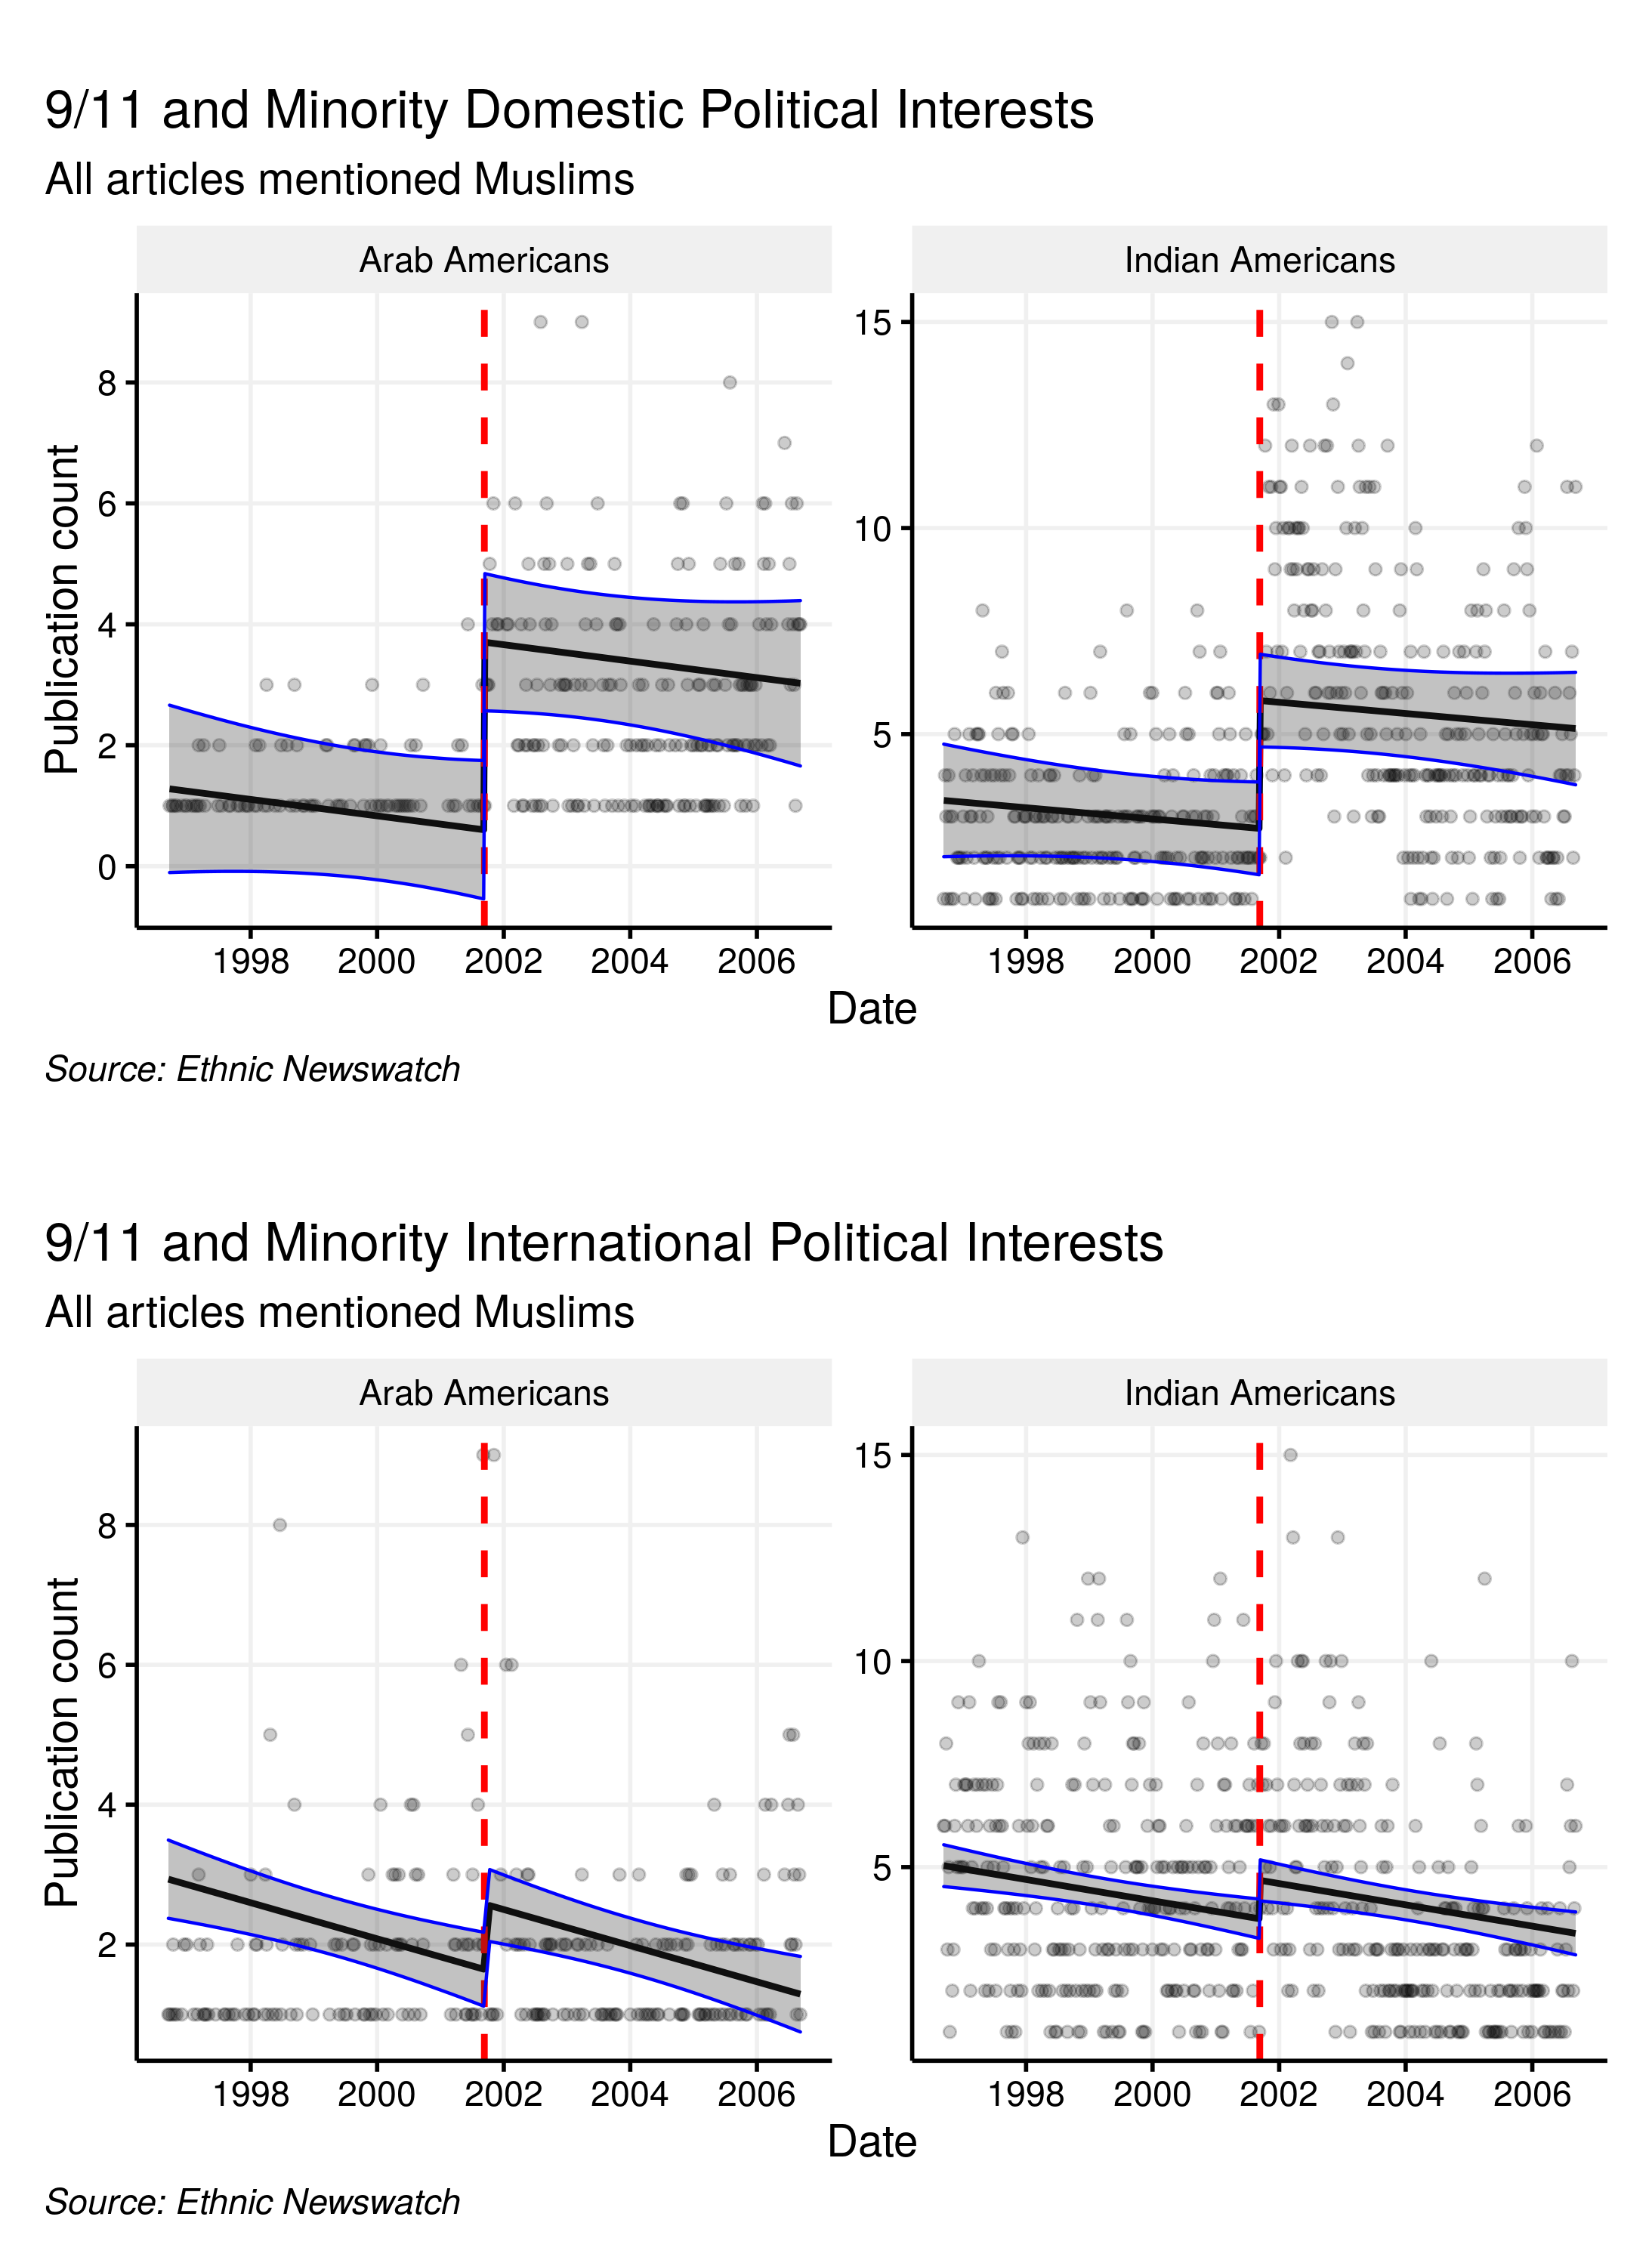 9/11 and Minority Domestic Political Interests
All articles mentioned Muslims
Arab Americans
Indian Americans
Publication count
8
6
4
2
0
15
10
5
1998 2000 2002 2004 2006
1998 2000 2002 2004 2006
Date
Source: Ethnic Newswatch
9/11 and Minority International Political Interests
All articles mentioned Muslims
Arab Americans
Indian Americans
Publication count
8
6
4
2
15
10
5
1998 2000 2002 2004 2006
1998 2000 2002 2004 2006
Date
Source: Ethnic Newswatch